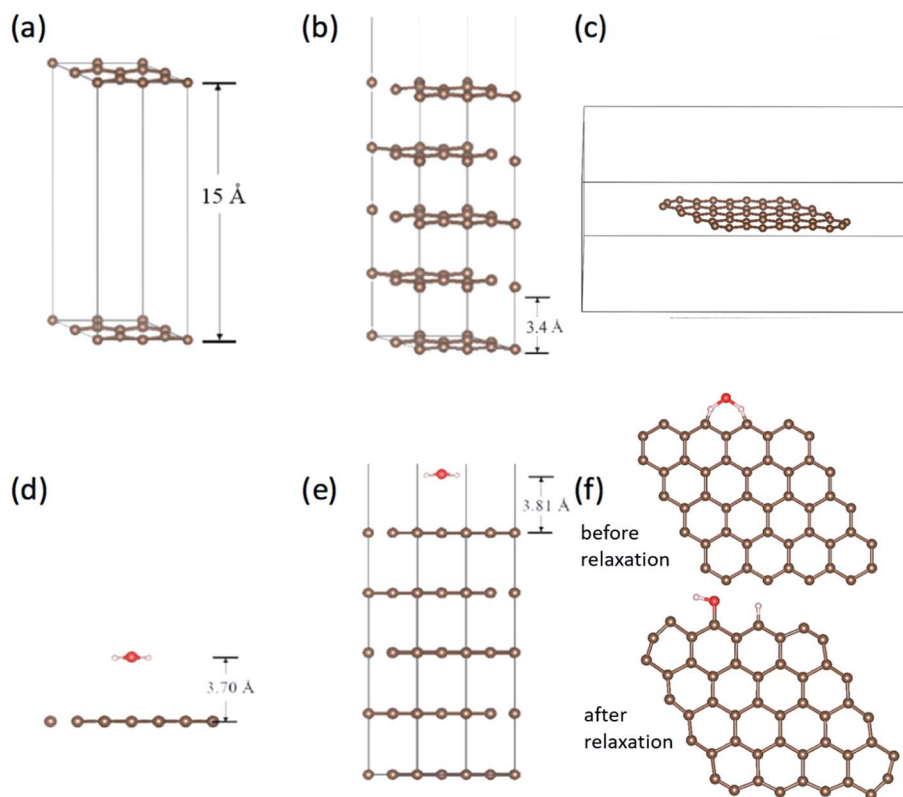 (a)
(b)
(c)
15 Å
3.4 Å
(d)
(e)
(f)
3.81 Å
before
relaxation
3.70 Å
after
relaxation